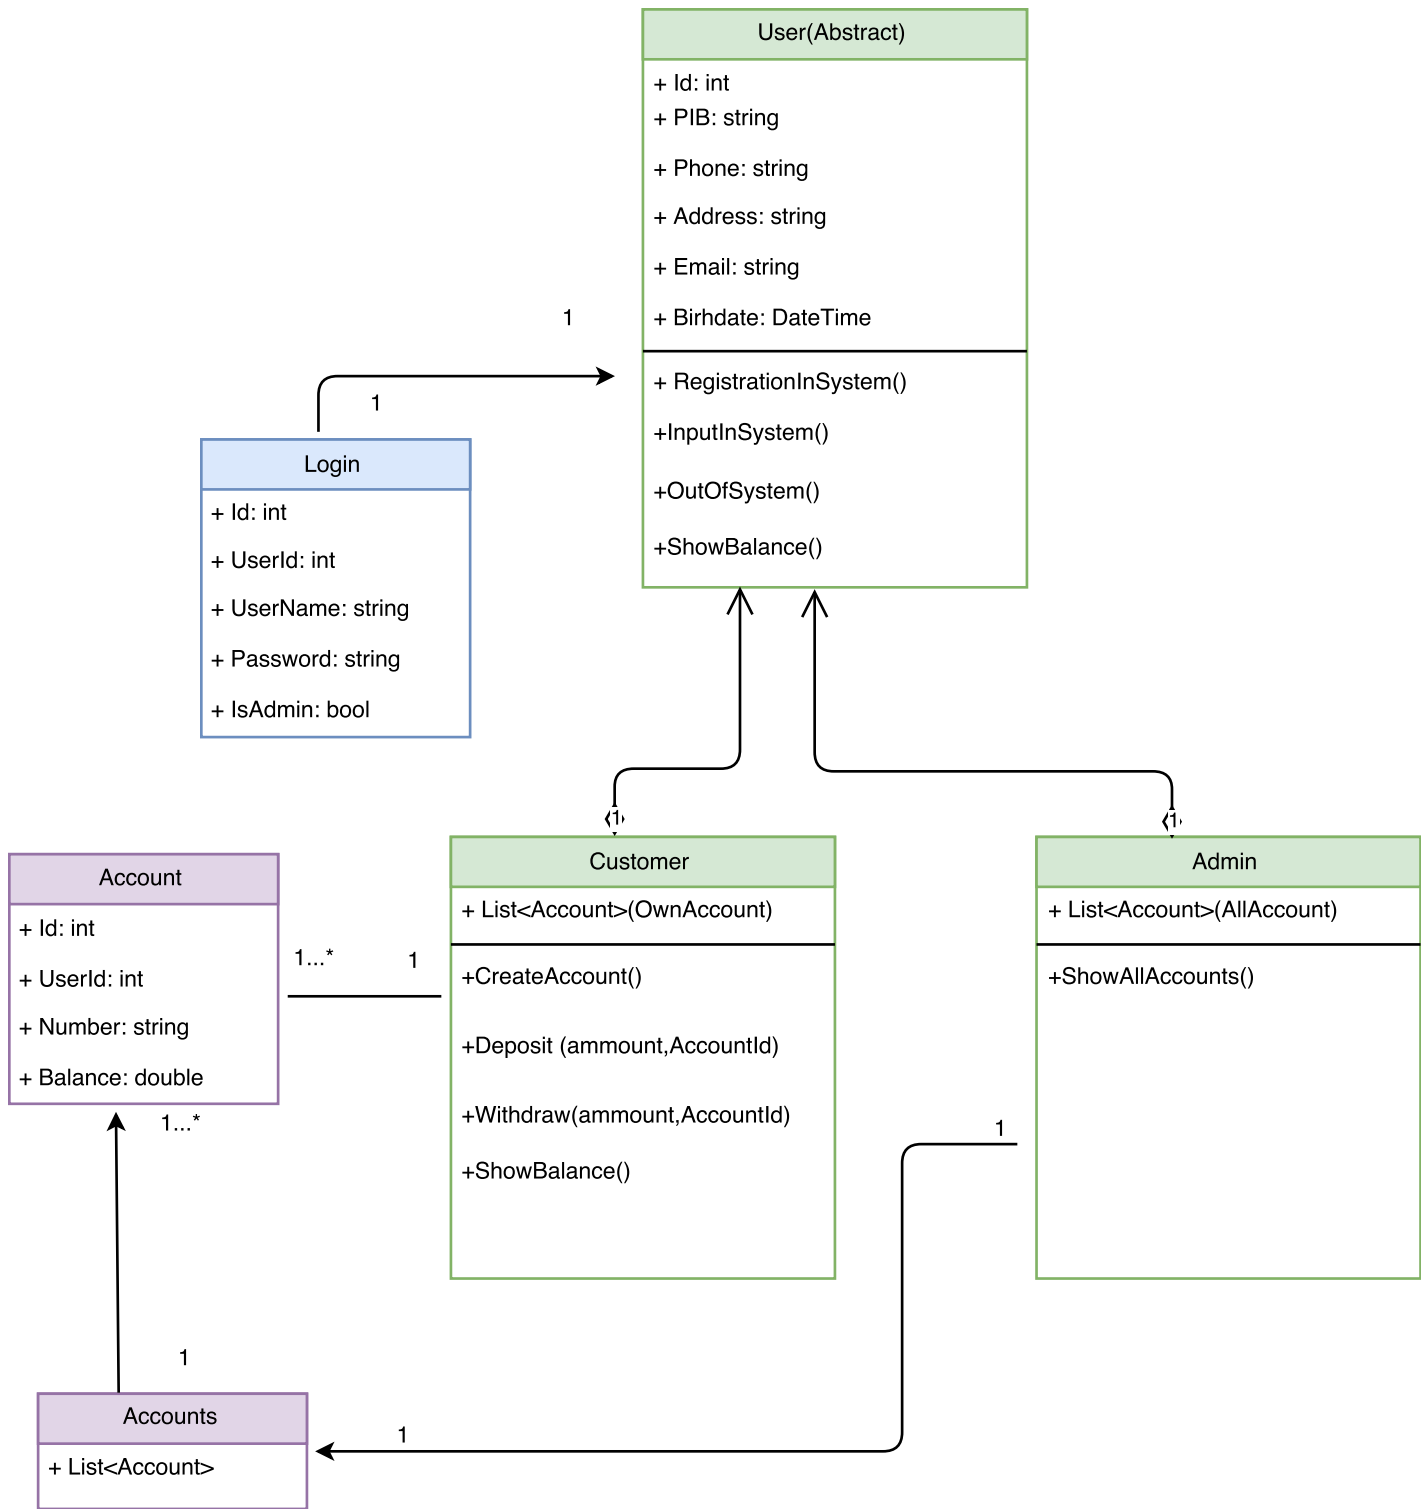 User(Abstract)
+ Id: int
+ PIB: string
+ Phone: string
+ Address: string
+ Email: string
+ Birhdate: DateTime
+ RegistrationInSystem()
+InputInSystem()
+OutOfSystem()
+ShowBalance()
1
1
Login
+ Id: int
+ UserId: int
+ UserName: string
+ Password: string
+ IsAdmin: bool
1
1
Account
+ Id: int
+ UserId: int
+ Number: string
+ Balance: double
1...*
1
Customer
+ List<Account>(OwnAccount)
+CreateAccount()
+Deposit (ammount,AccountId)
+Withdraw(ammount,AccountId)
+ShowBalance()
Admin
+ List<Account>(AllAccount)
+ShowAllAccounts()
1...*
1
1
1
Accounts
+ List<Account>